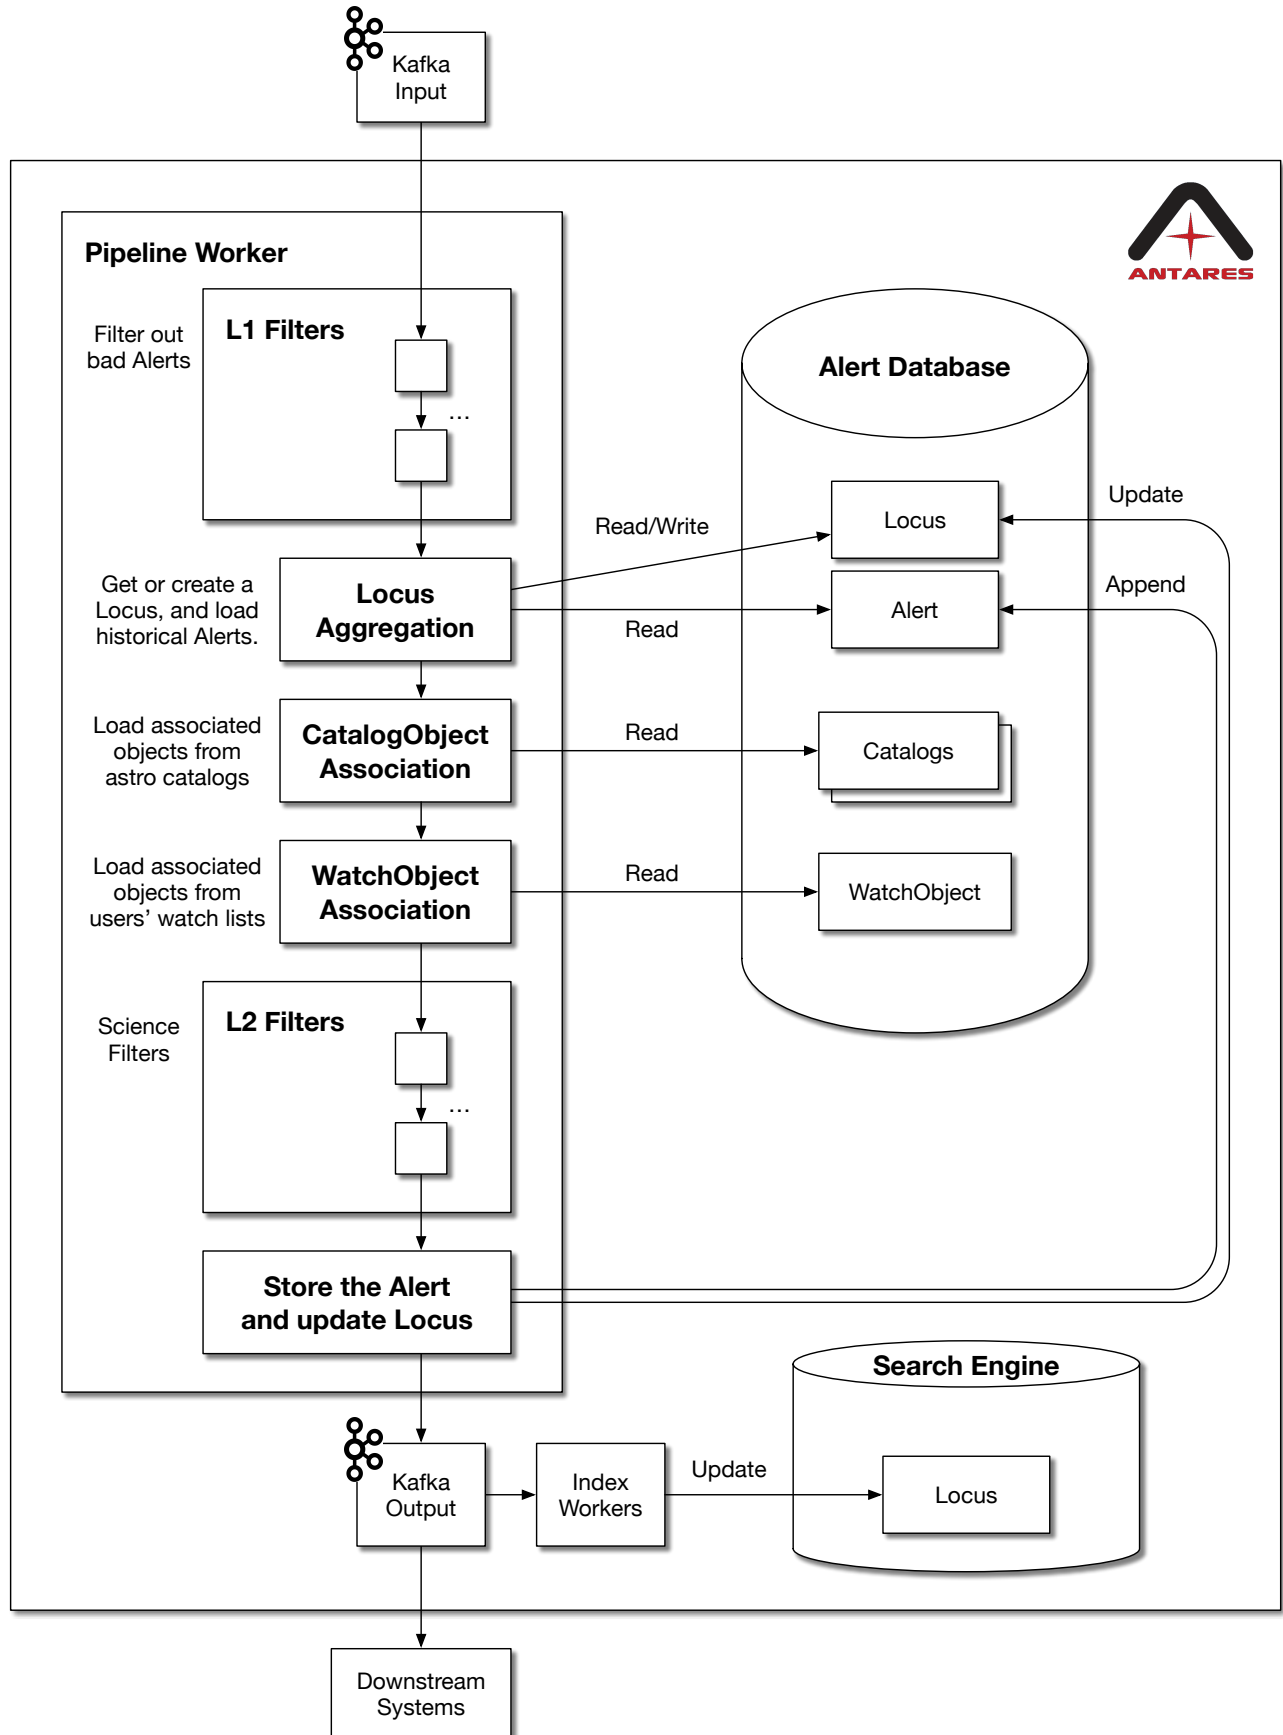 Kafka
Input
ANTARES
Pipeline Worker
L1 Filters
Filter out
bad Alerts
...
Alert Database
Locus
Update
Read/Write
Get or create a
Locus, and load
historical Alerts.
Locus
Aggregation
Read
Alert
Append
Load associated
objects from
astro catalogs
CatalogObject
Association
Read
Catalogs
Load associated
objects from
users’ watch lists
WatchObject
Association
Read
WatchObject
L2 Filters
Science
Filters
...
Store the Alert
and update Locus
Search Engine
Kafka
Output
Index
Workers
Update
Locus
Downstream
Systems